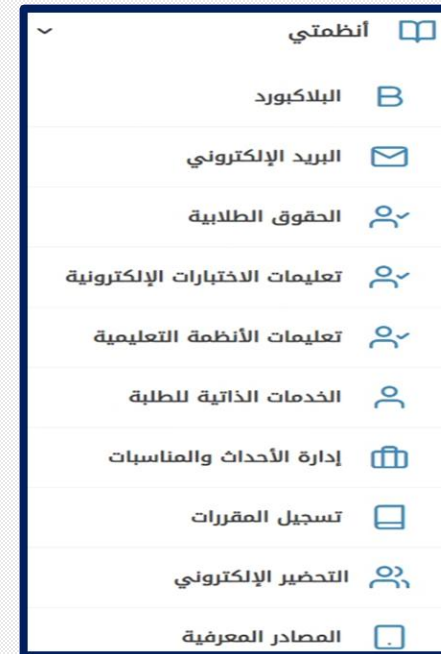 أنظمتي
البلاكبورد
البريد الإلكتروني
الحقوق الطلابية
تعليمات الاختبارات الإلكترونية
تعليمات الأنظمة التعليمية
الخدمات الذاتية للطلبة
إدارة الأحداث والمناسبات
تسجيل المقررات
التحضير الإلكتروني
المصادر المعرفية